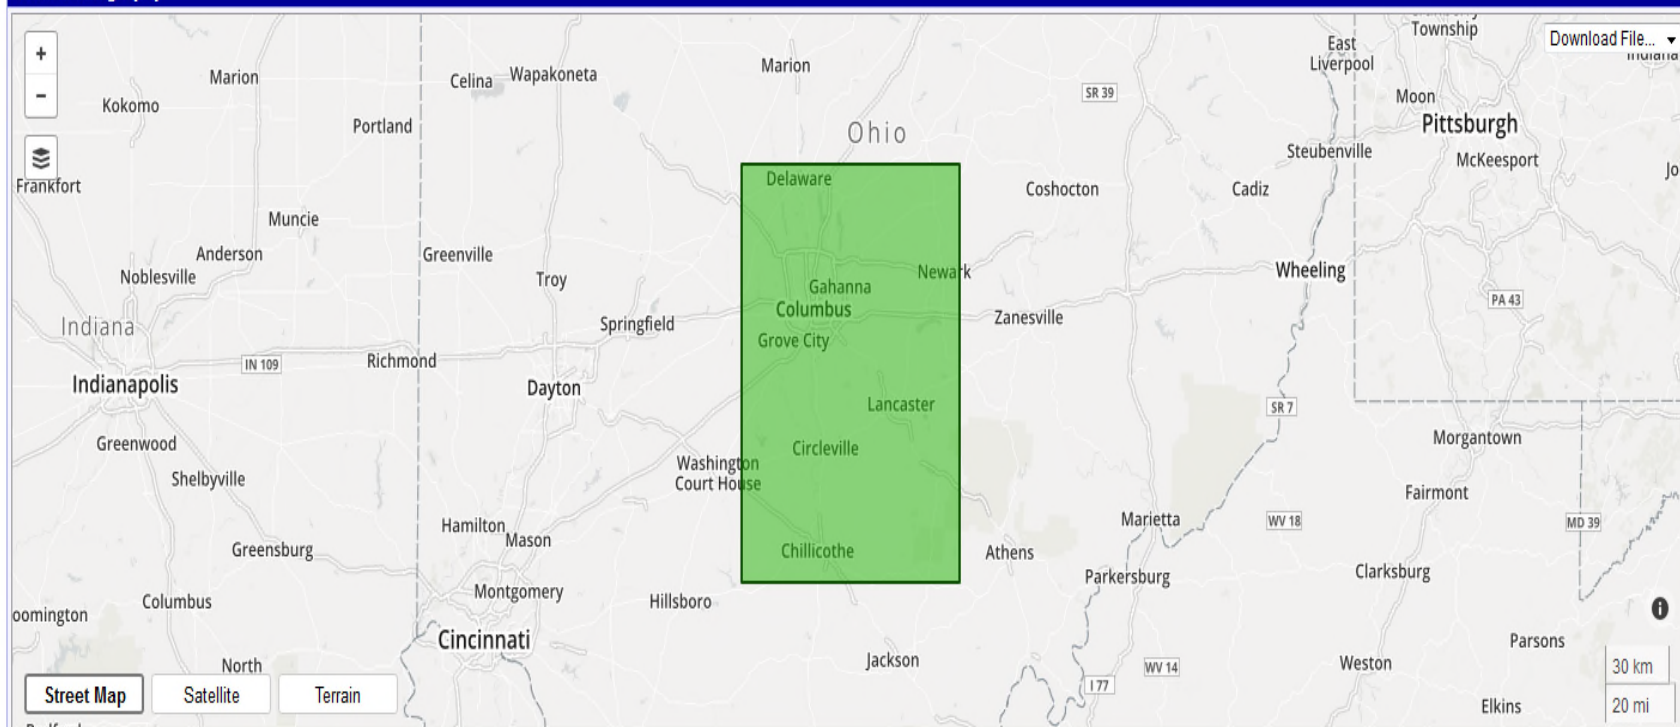 Township
Download File...
East
Liverpool
Indiana
Marion
Celina
Wapakoneta
Marion
+
−
Kokomo
SR 39
Moon
Portland
Ohio
Pittsburgh
Steubenville
McKeesport
Jo
Frankfort
Delaware
Coshocton
Cadiz
Muncie
Anderson
Greenville
Noblesville
Troy
Newark
Wheeling
Gahanna
Columbus
PA 43
Indiana
Springfield
Zanesville
Grove City
IN 109
Richmond
Indianapolis
Dayton
Lancaster
SR 7
Greenwood
Circleville
Morgantown
Shelbyville
Washington
Court House
Fairmont
Hamilton
Mason
Marietta
WV 18
MD 39
Greensburg
Chillicothe
Athens
Clarksburg
Parkersburg
Montgomery
Columbus
Hillsboro
oomington
i
Cincinnati
Parsons
North
Jackson
WV 14
Weston
30 km
I 77
Street Map
Satellite
Terrain
Elkins
20 mi